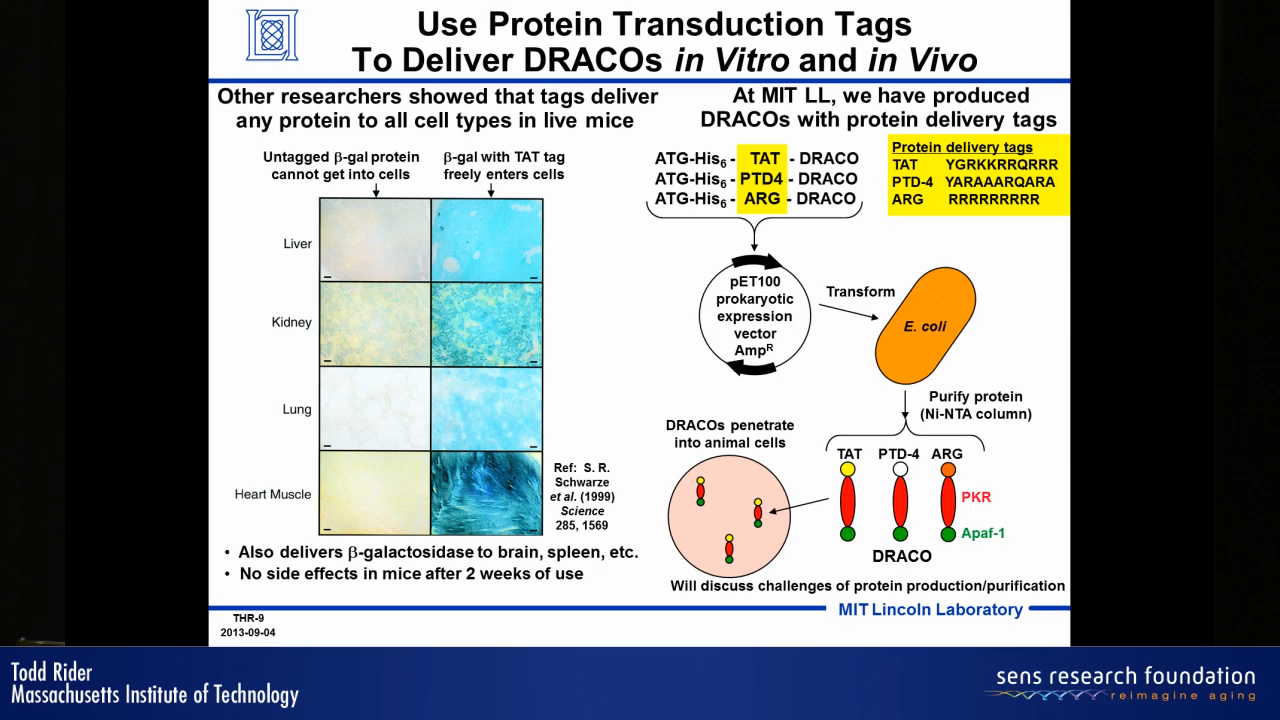 Use Protein Transduction Tags
To Deliver DRACOs in Vitro and in Vivo
Other researchers showed that tags deliver
any protein to all cell types in live mice
Untagged β-gal protein
cannot get into cells
β-gal with TAT tag
freely enters cells
Liver
Kidney
Lung
Heart Muscle
Ref: S. R.
Schwarze
et al. (1999)
Science
285, 1569
• Also delivers β-galactosidase to brain, spleen, etc.
• No side effects in mice after 2 weeks of use
At MIT LL, we have produced
DRACOs with protein delivery tags
ATG-His6 - TAT - DRACO
ATG-His6 - PTD4 - DRACO
ATG-His6 - ARG - DRACO
Protein delivery tags
TAT YGRKKRRQRRR
PTD-4 YARAAARQARA
ARG RRRRRRRRR
pET100
prokaryotic
expression
vector
AmpR
Transform
E. coli
Purify protein
(Ni-NTA column)
DRACOs penetrate
into animal cells
TAT PTD-4 ARG
PKR
Apaf-1
DRACO
Will discuss challenges of protein production/purification
MIT Lincoln Laboratory
THR-9
2013-09-04
Todd Rider
Massachusetts Institute of Technology
sens research foundation
reimagine aging